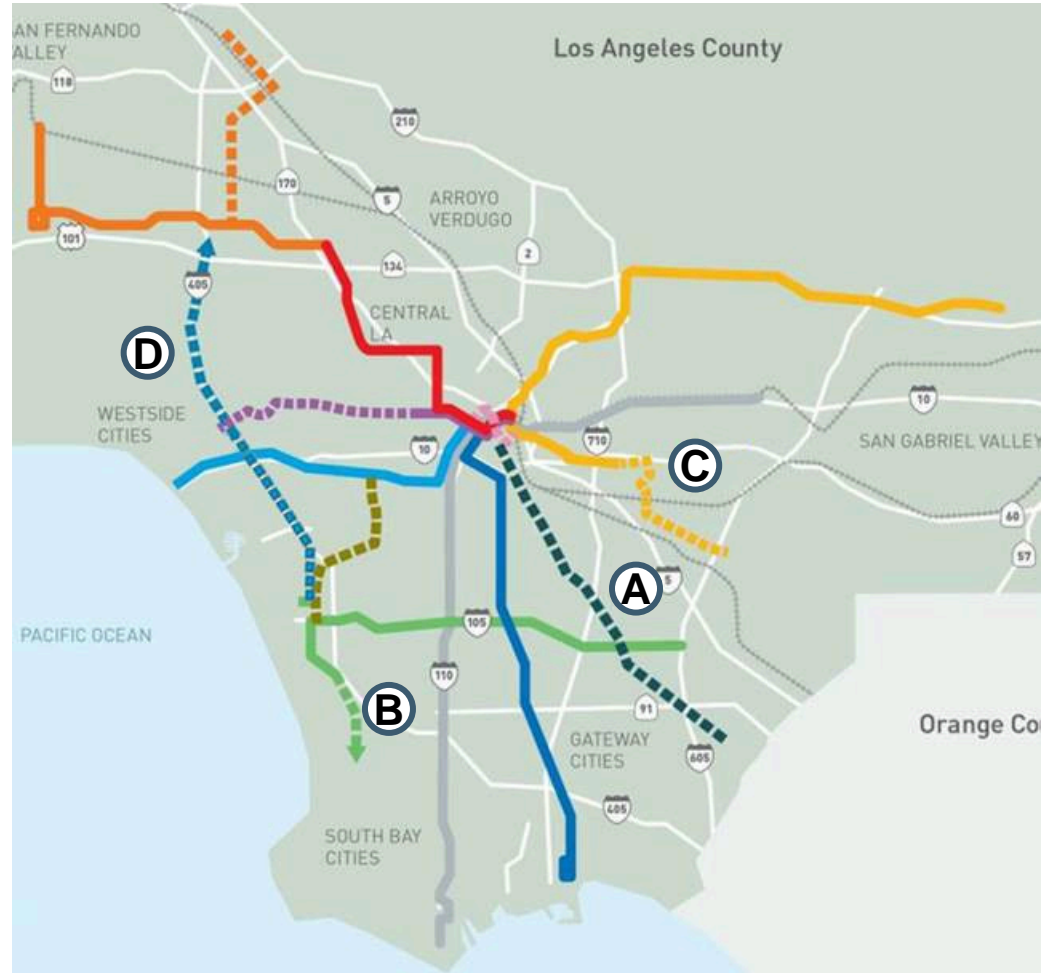 AN FERNANDO
ALLEY
Los Angeles County
118
210
170
5
ARROYO
VERDUGO
101
2
134
405
CENTRAL
LA
D
WESTSIDE
CITIES
10
10
710
SAN GABRIEL VALLEY
C
60
57
5
A
PACIFIC OCEAN
105
110
B
91
Orange Co
GATEWAY
CITIES
605
405
SOUTH BAY
CITIES